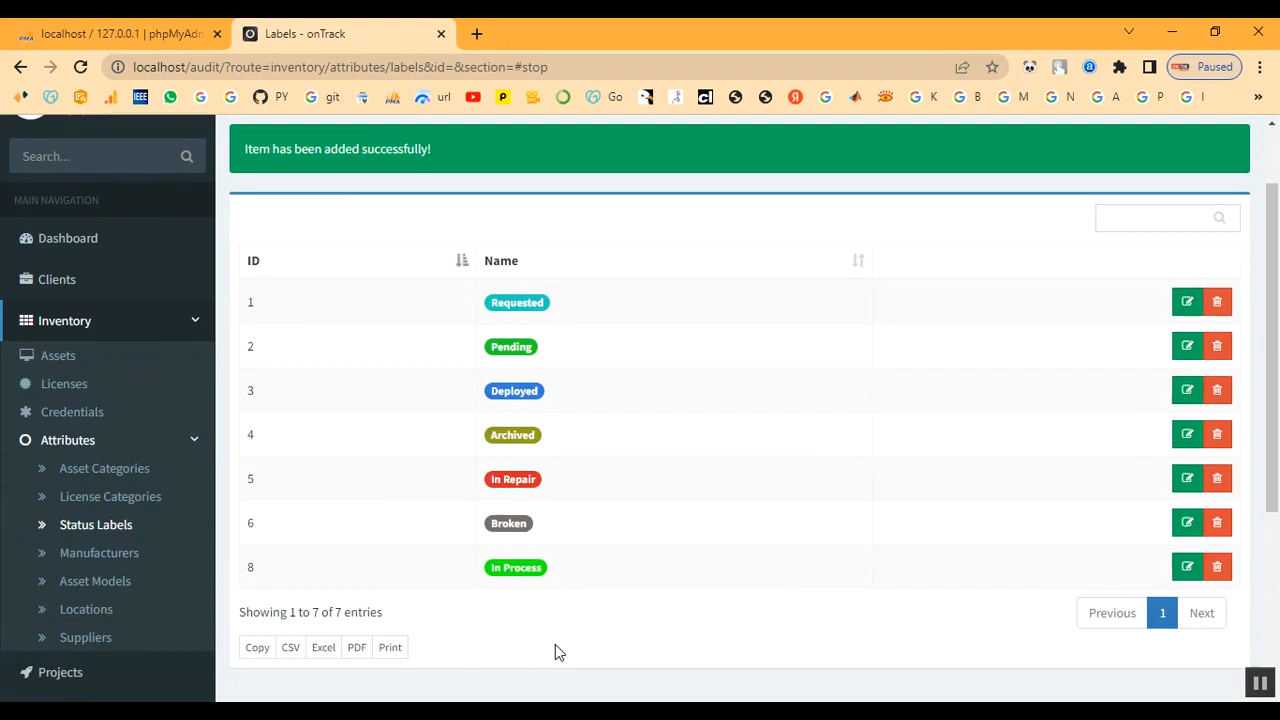 localhost / 127.0.0.1 | phpMyAdn
Labels - onTrack
localhost/audit/?route=inventory/attributes/labels&id=&section=#stop
Paused
IEEE
PY
git
PMA
url
Go
K
B
M
N
A
P
I
Item has been added successfully!
Search...
MAIN NAVIGATION
Dashboard
Clients
Inventory
Assets
Licenses
Credentials
Attributes
Asset Categories
License Categories
Status Labels
Manufacturers
Asset Models
Locations
Suppliers
Projects
ID Name
1 Requested
2 Pending
3 Deployed
4 Archived
5 In Repair
6 Broken
8 In Process
Showing 1 to 7 of 7 entries
Previous 1 Next
Copy CSV Excel PDF Print